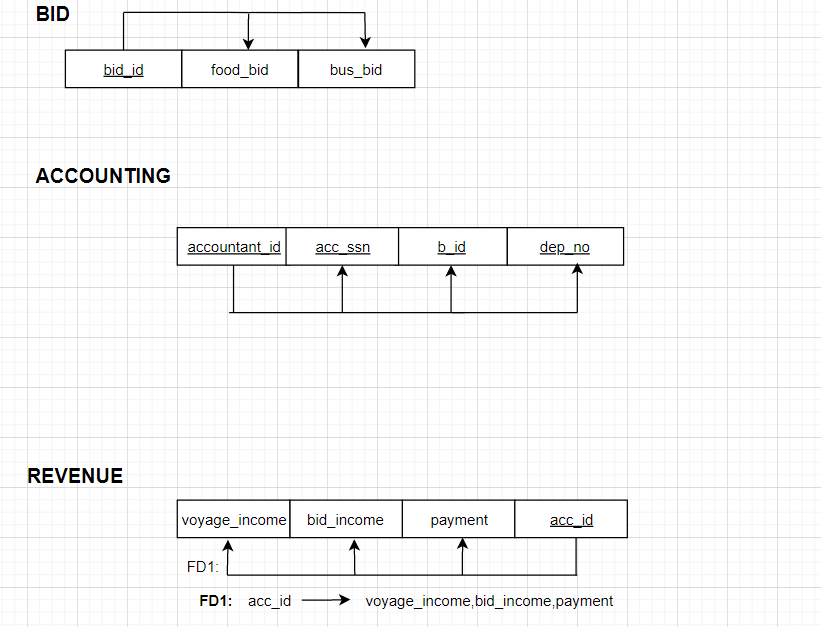 BID
bid_id food_bid bus_bid
ACCOUNTING
accountant_id acc_ssn b_id dep_no
REVENUE
voyage_income bid_income payment acc_id
FD1:
FD1: acc_id voyage_income,bid_income,payment